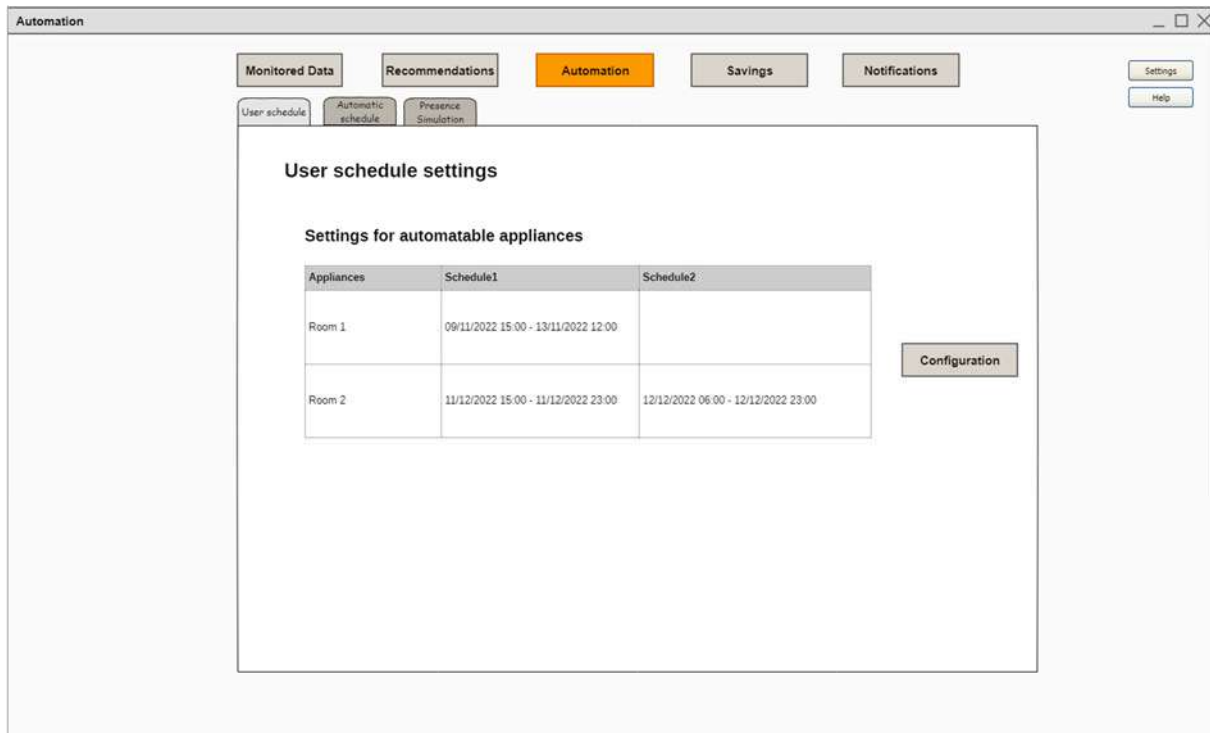 Automation
Monitored Data Recommendations Automation Savings Notifications
Settings
Help
User schedule Automatic schedule Presence Simulation
User schedule settings
Settings for automatable appliances
Appliances Schedule1 Schedule2
Room 1 09/11/2022 15:00 - 13/11/2022 12:00
Configuration
Room 2 11/12/2022 15:00 - 11/12/2022 23:00 12/12/2022 06:00 - 12/12/2022 23:00